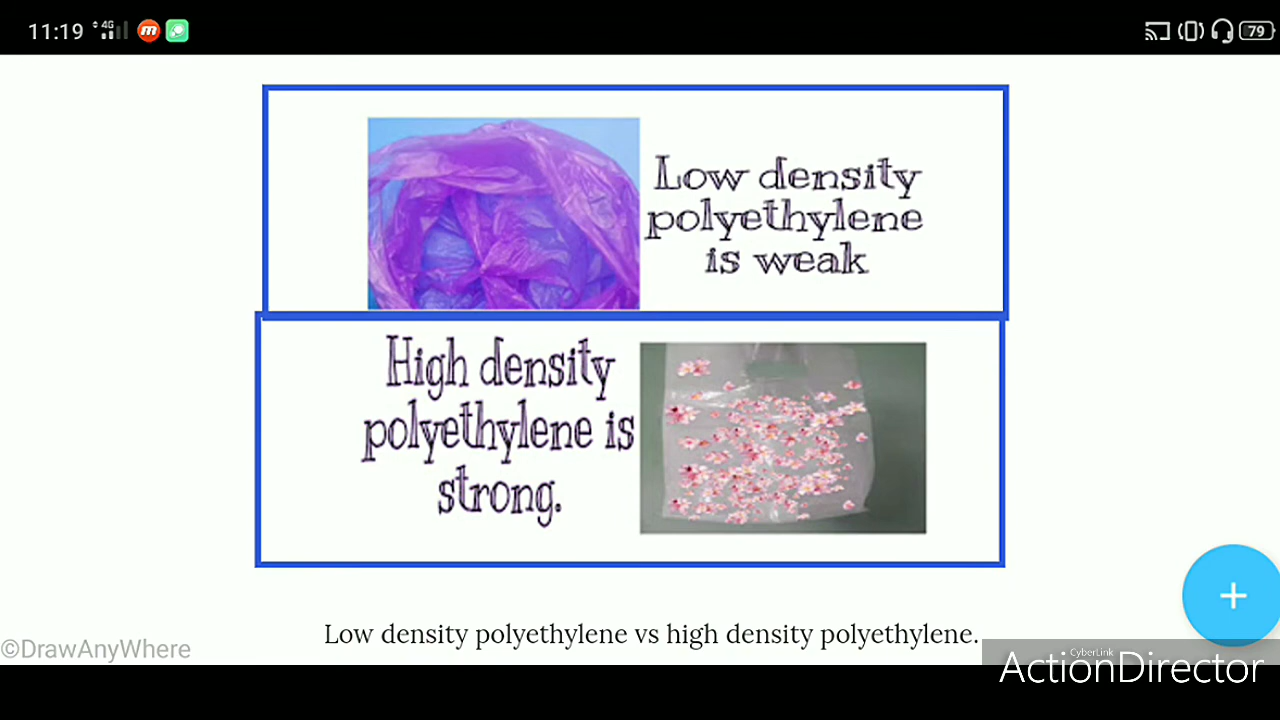 11:19 4G 79
Low density
polyethylene
is weak
High density
polyethylene is
strong.
Low density polyethylene vs high density polyethylene.
©DrawAnyWhere
CyberLink
ActionDirector